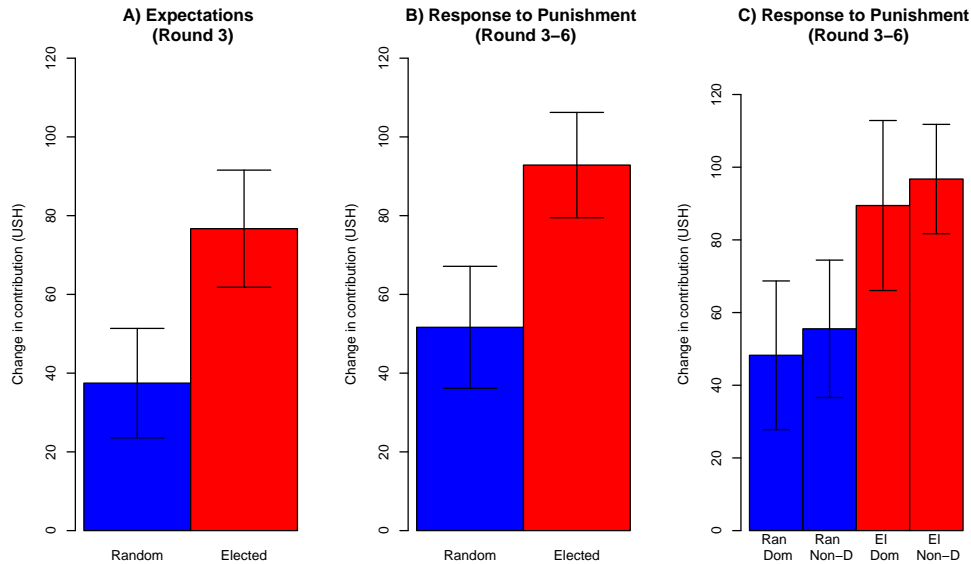 A) Expectations
(Round 3)
Change in contribution (USH)
0 20 40 60 80 100 120
Random Elected
B) Response to Punishment
(Round 3–6)
Change in contribution (USH)
0 20 40 60 80 100 120
Random Elected
C) Response to Punishment
(Round 3–6)
Change in contribution (USH)
0 20 40 60 80 100 120
Ran Ran El El
Dom Non–D Dom Non–D